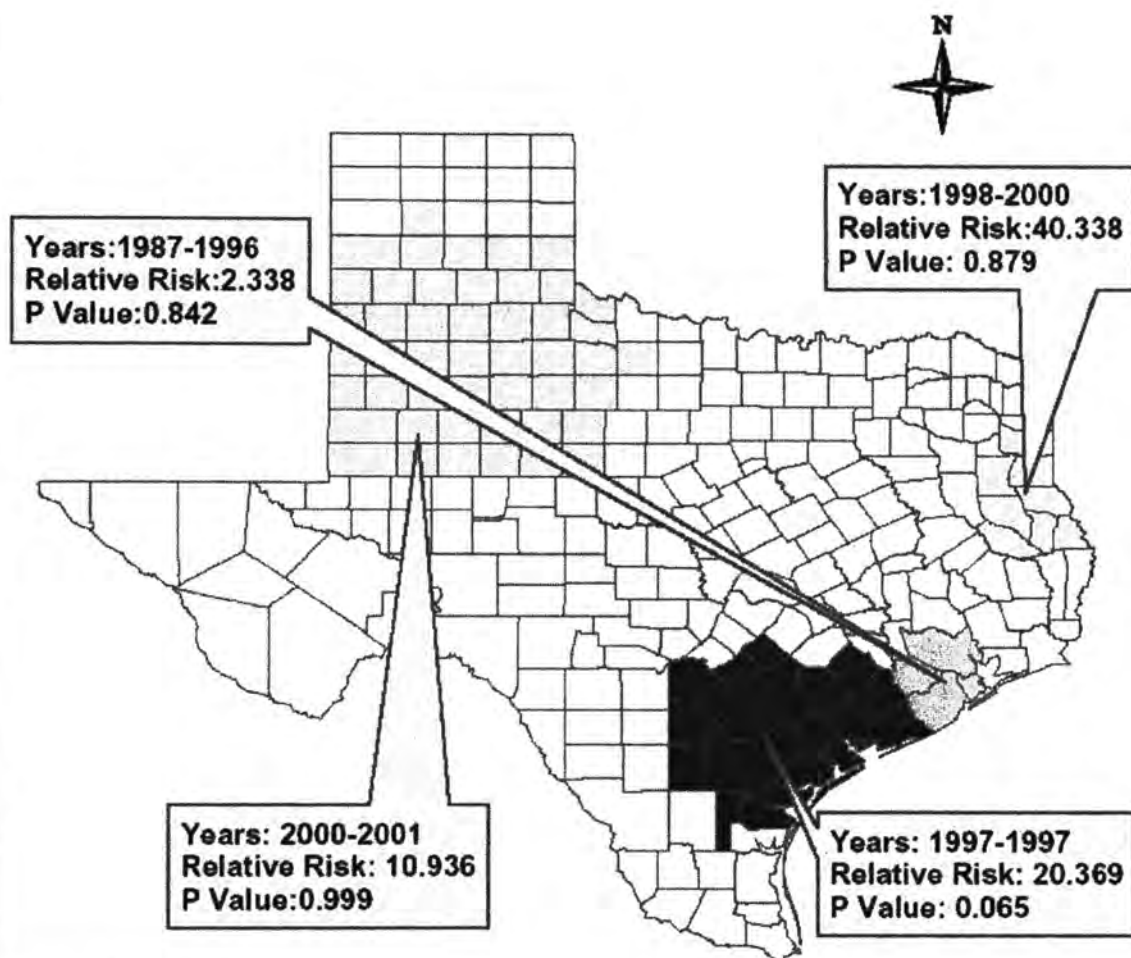 N
Years:1998-2000
Relative Risk:40.338
P Value: 0.879
Years:1987-1996
Relative Risk:2.338
P Value:0.842
Years: 2000-2001
Relative Risk: 10.936
P Value:0.999
Years: 1997-1997
Relative Risk: 20.369
P Value: 0.065